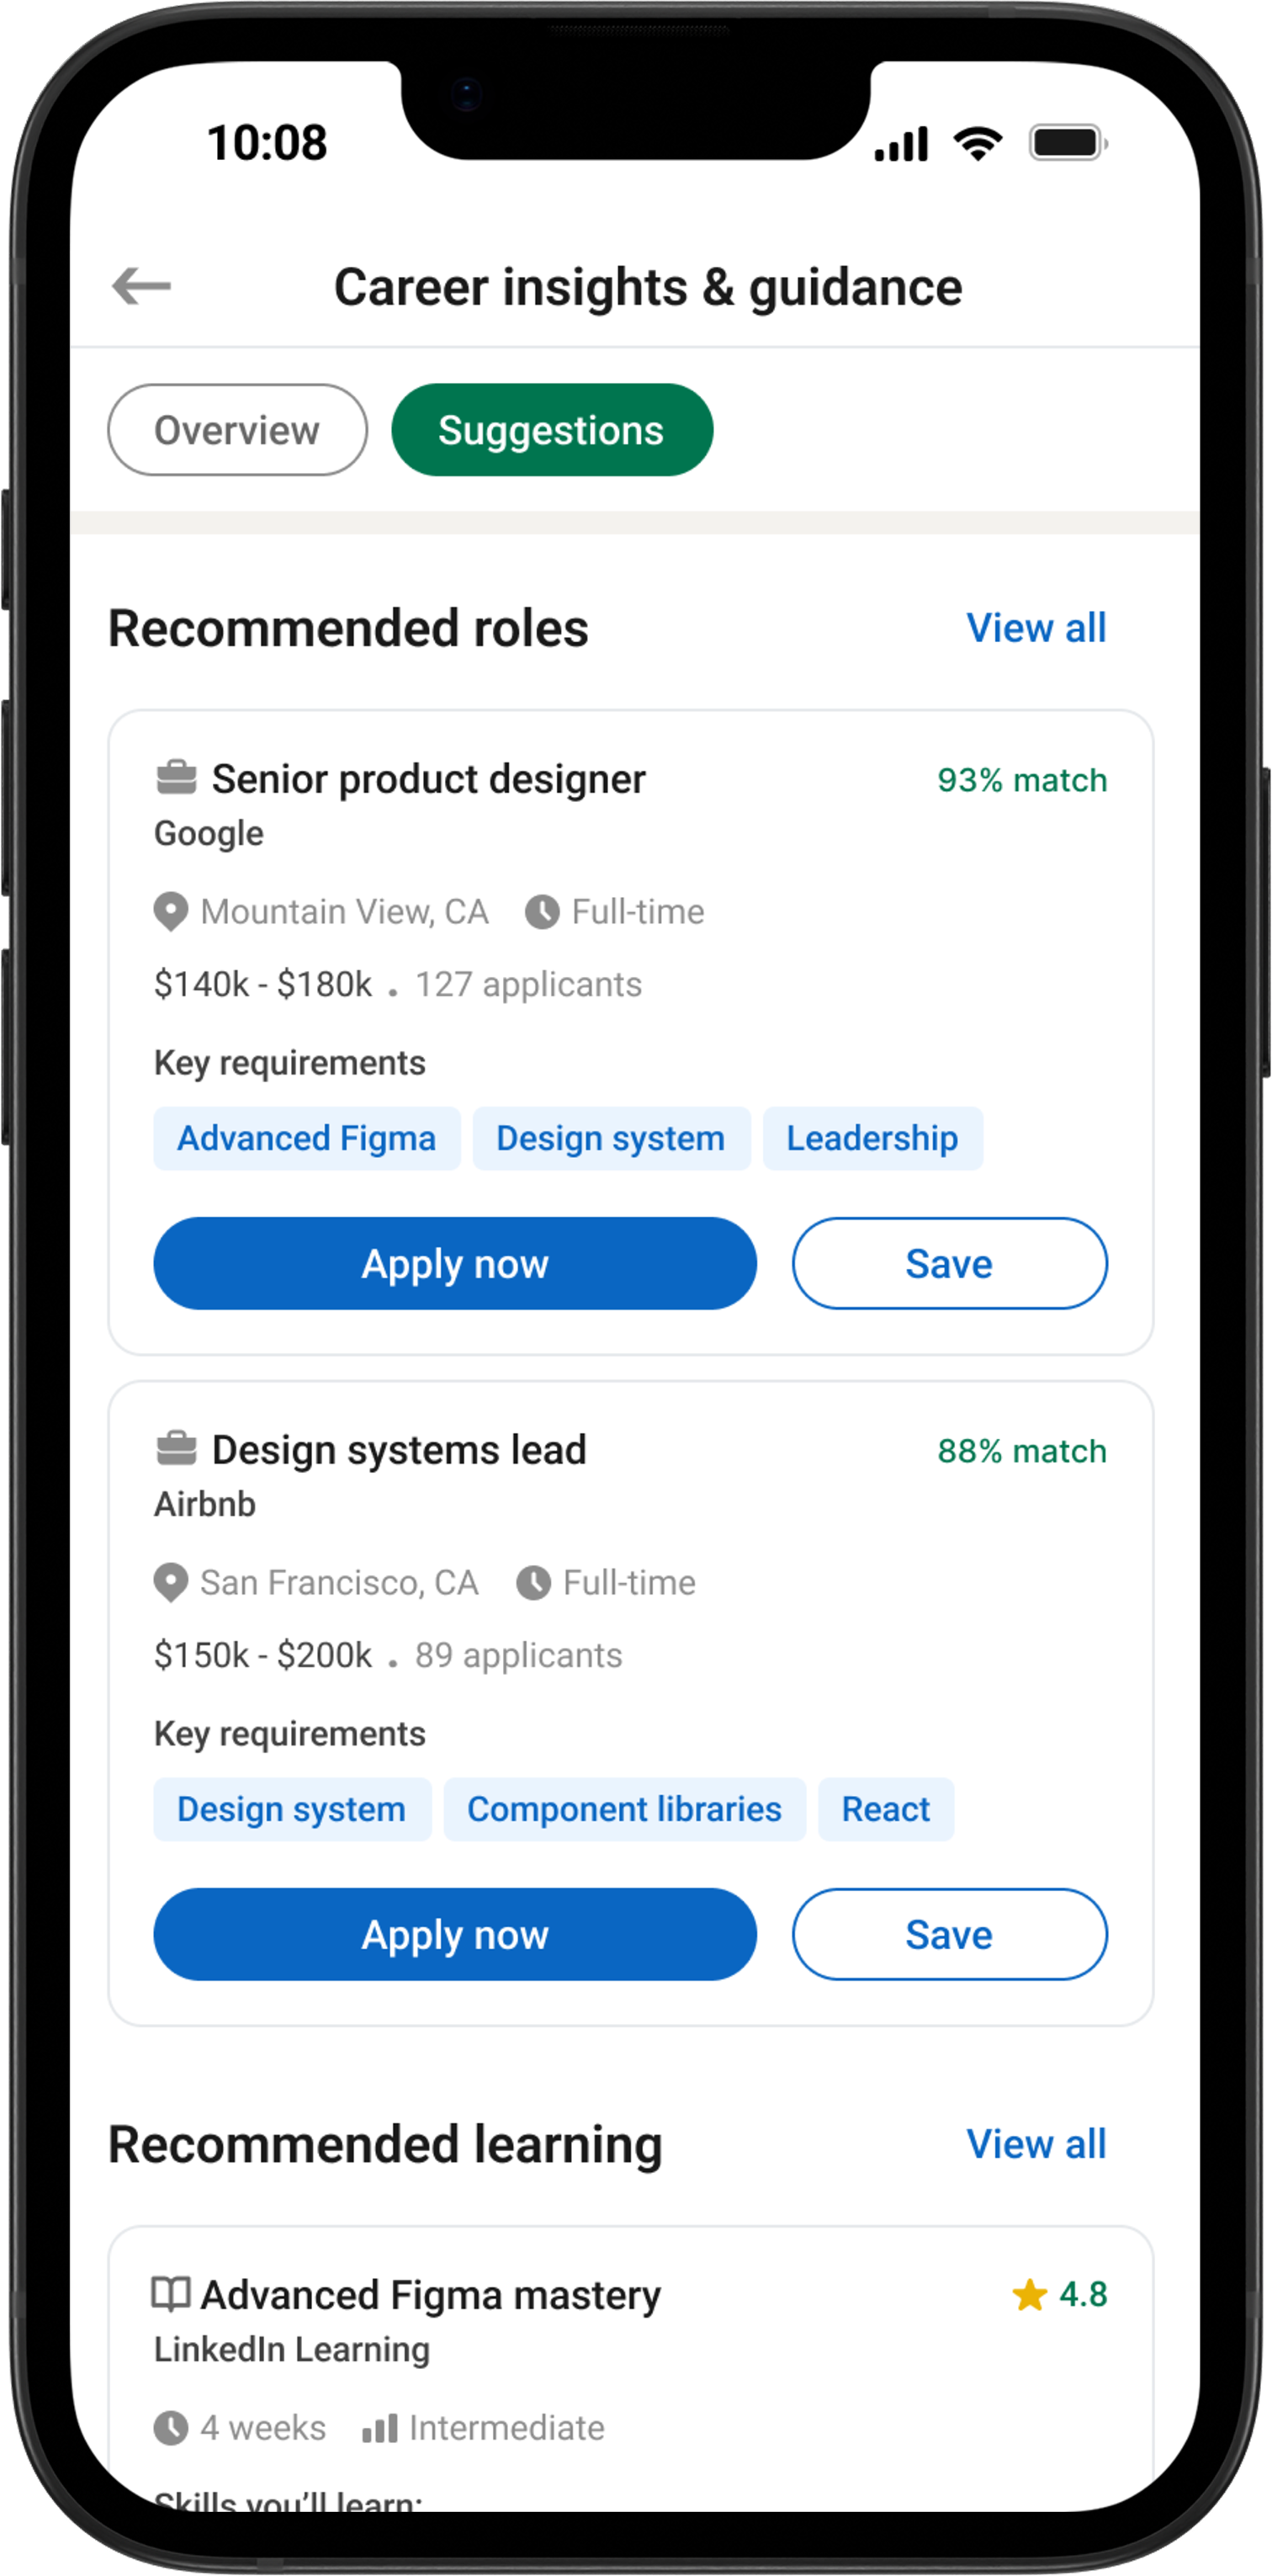 10:08
Career insights & guidance
Overview Suggestions
Recommended roles View all
Senior product designer 93% match
Google
Mountain View, CA Full-time
$140k - $180k . 127 applicants
Key requirements
Advanced Figma Design system Leadership
Apply now Save
Design systems lead 88% match
Airbnb
San Francisco, CA Full-time
$150k - $200k . 89 applicants
Key requirements
Design system Component libraries React
Apply now Save
Recommended learning View all
Advanced Figma mastery 4.8
LinkedIn Learning
4 weeks Intermediate
Skills you’ll learn: